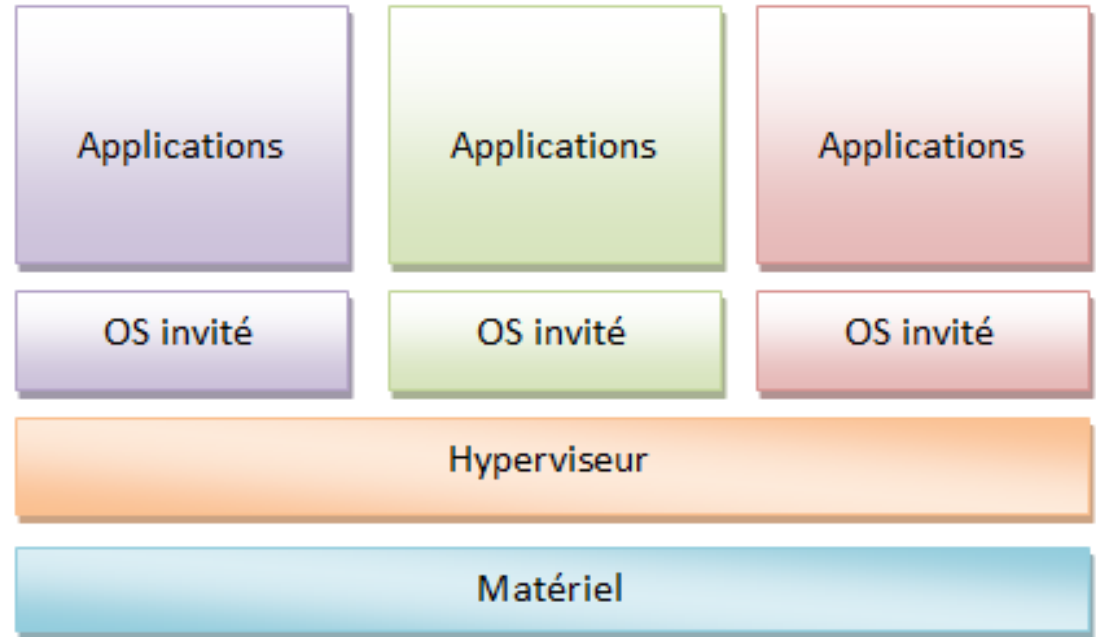 Applications
Applications
Applications
OS invité
OS invité
OS invité
Hyperviseur
Matériel